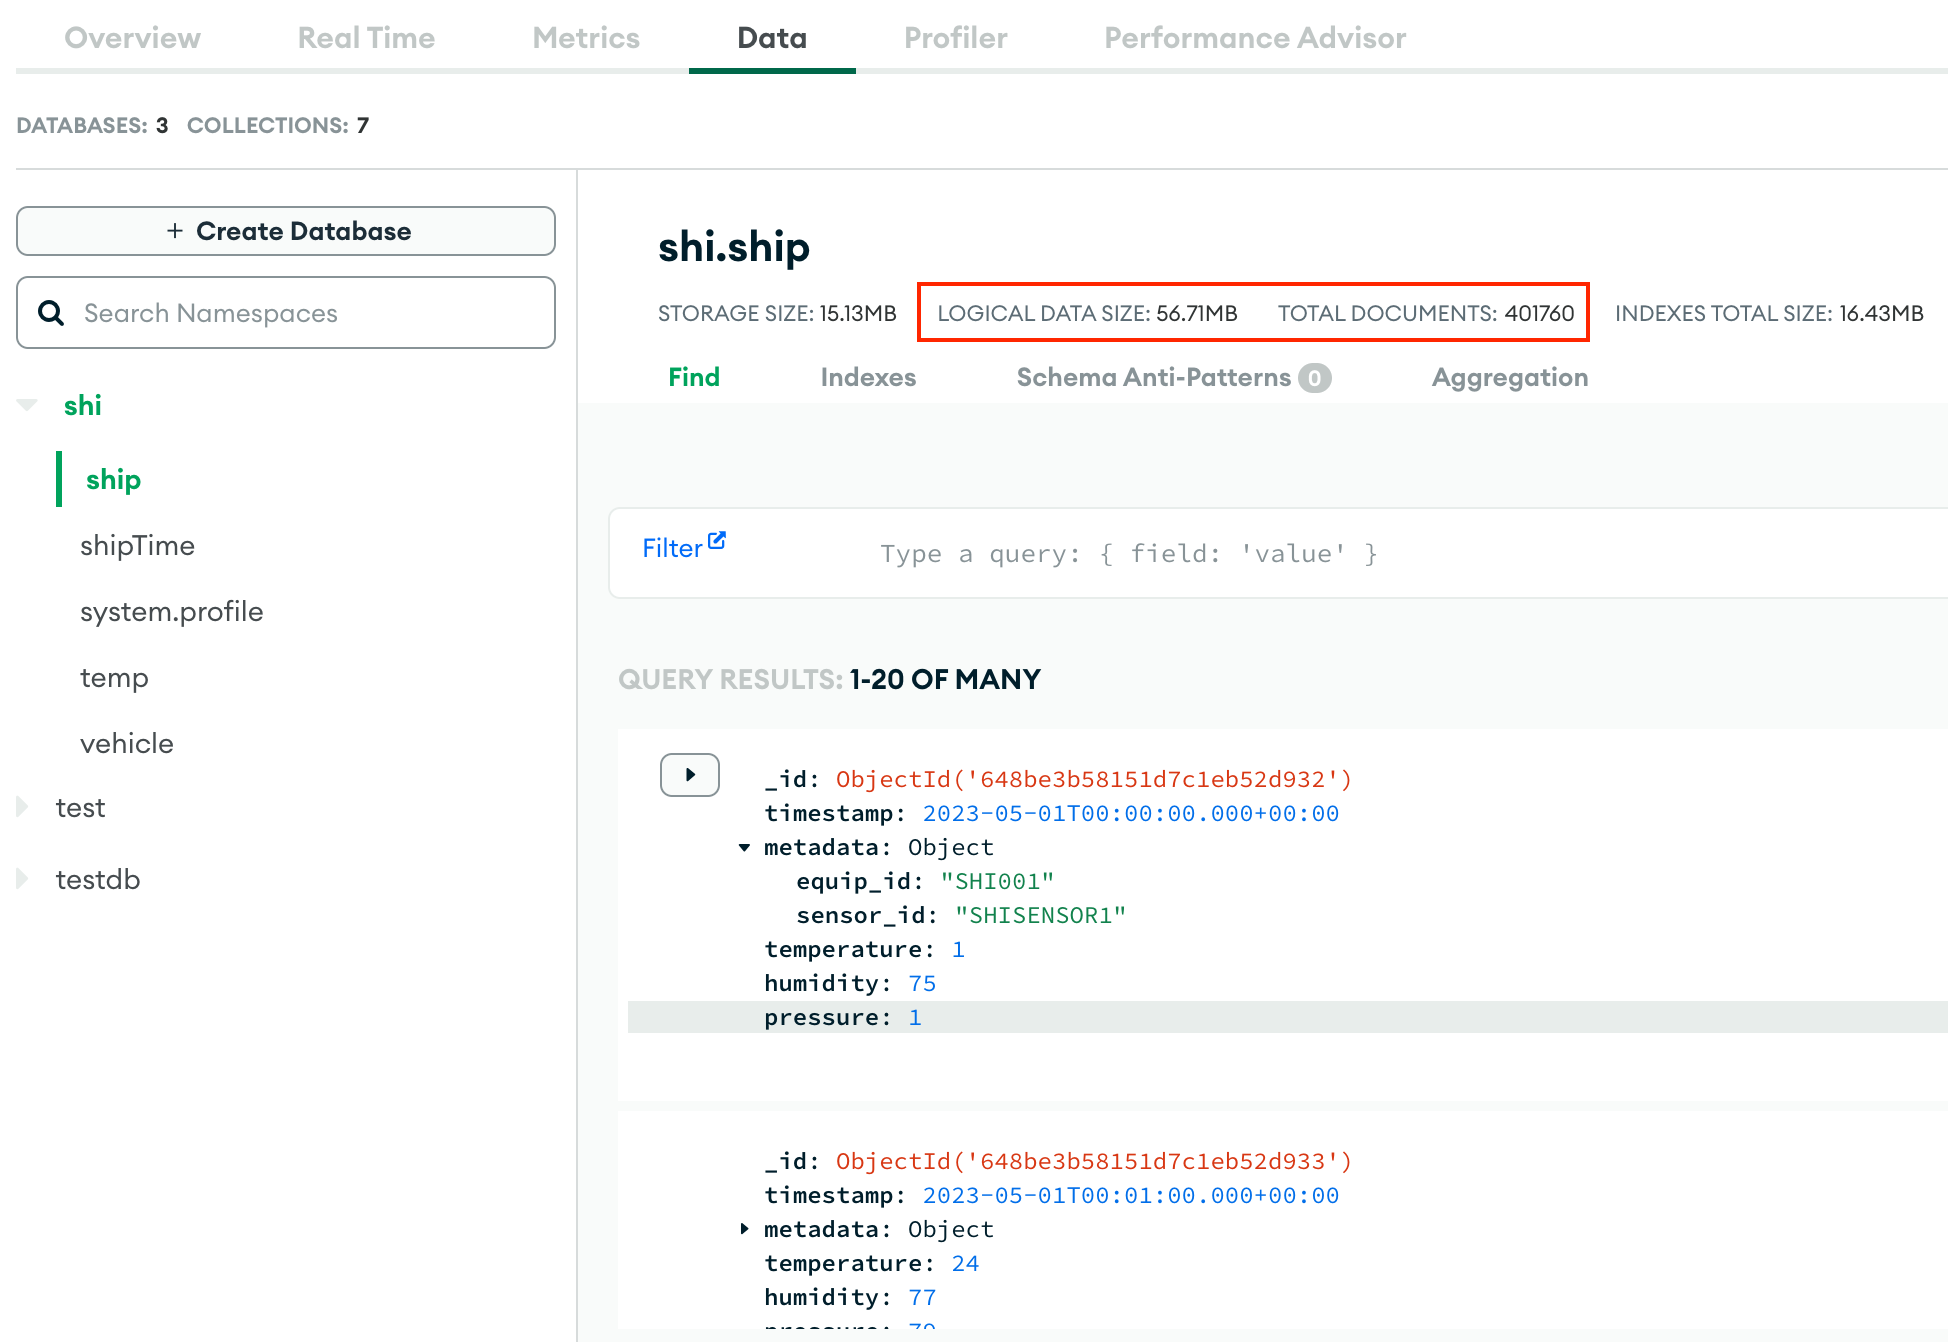 Overview Real Time Metrics Data Profiler Performance Advisor
DATABASES: 3 COLLECTIONS: 7
+ Create Database
Search Namespaces
shi
ship
shipTime
system.profile
temp
vehicle
test
testdb
shi.ship
STORAGE SIZE: 15.13MB LOGICAL DATA SIZE: 56.71MB TOTAL DOCUMENTS: 401760 INDEXES TOTAL SIZE: 16.43MB
Find Indexes Schema Anti-Patterns 0 Aggregation
Filter Type a query: { field: 'value' }
QUERY RESULTS: 1-20 OF MANY
_id: ObjectId('648be3b58151d7c1eb52d932')
timestamp: 2023-05-01T00:00:00.000+00:00
metadata: Object
equip_id: "SHI001"
sensor_id: "SHISENSOR1"
temperature: 1
humidity: 75
pressure: 1
_id: ObjectId('648be3b58151d7c1eb52d933')
timestamp: 2023-05-01T00:01:00.000+00:00
metadata: Object
temperature: 24
humidity: 77
pressure: 79